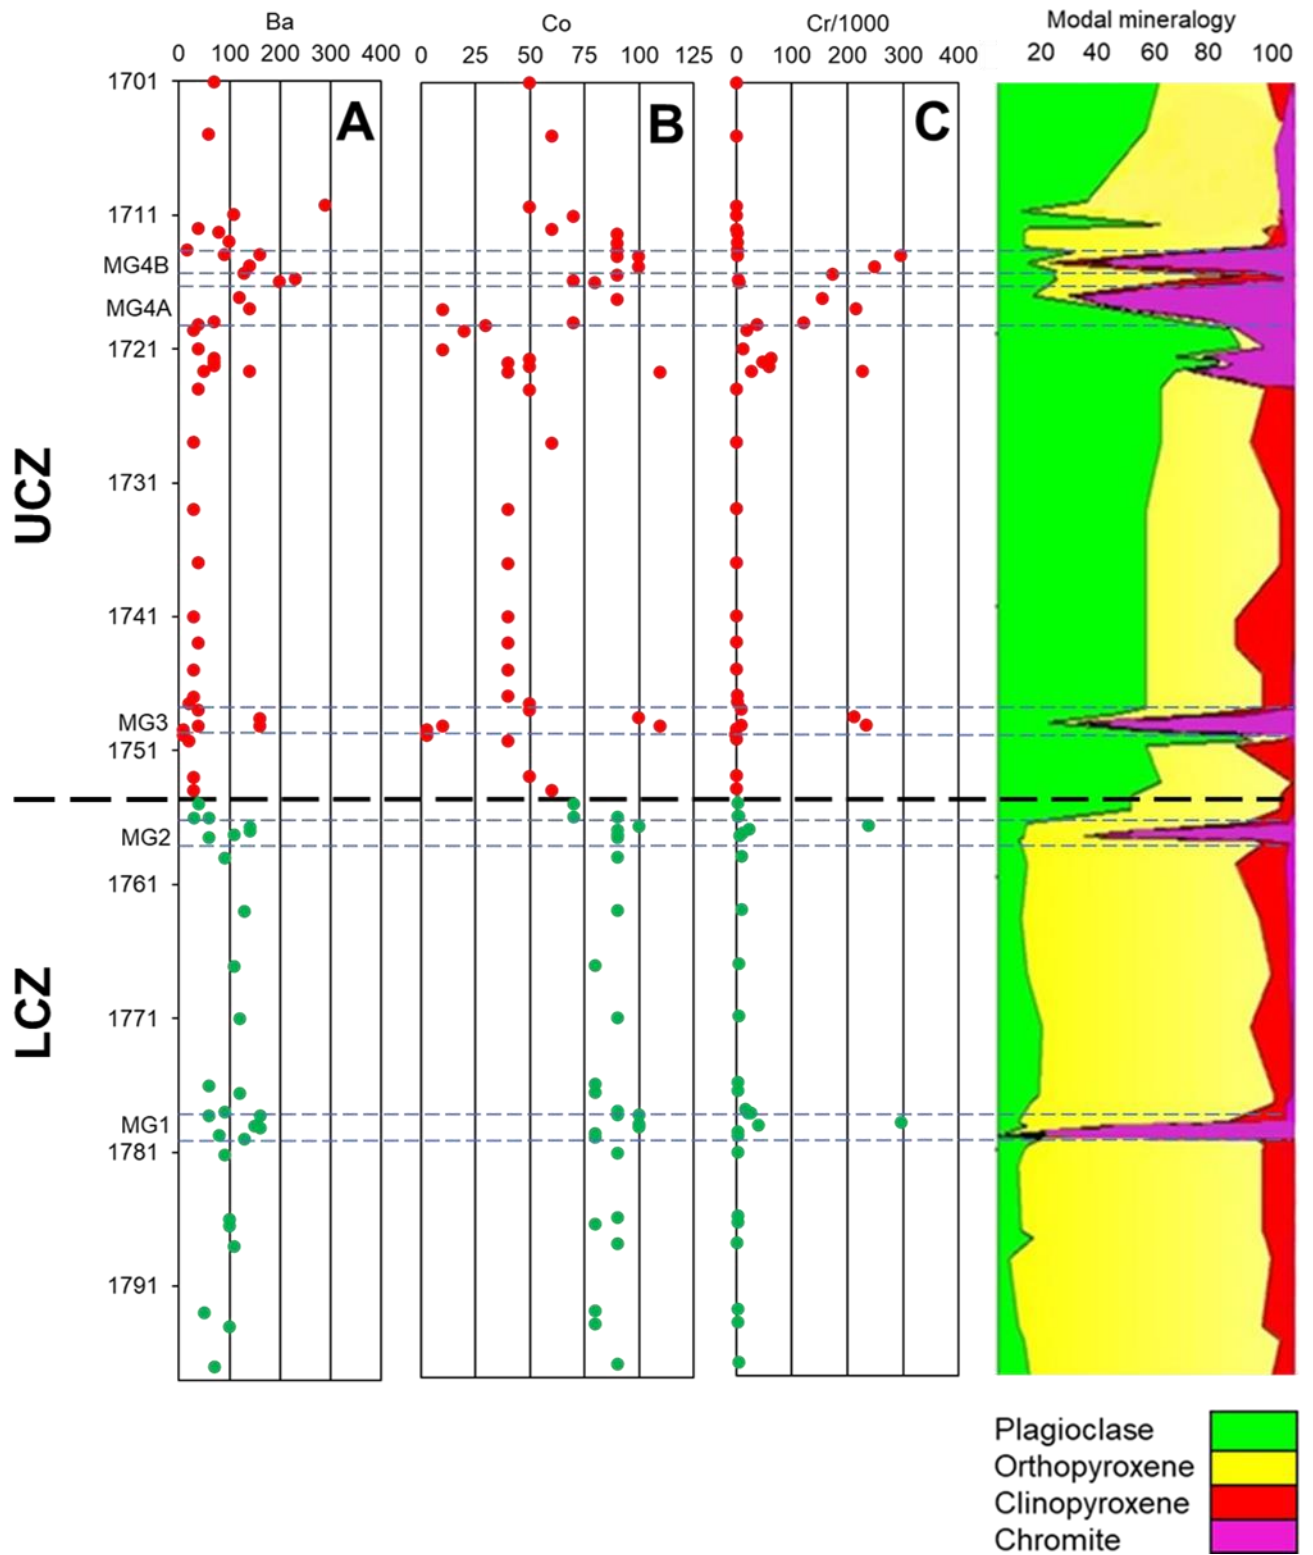 Ba
Co
Cr/1000
Modal mineralogy
0 100 200 300 400
0 25 50 75 100 125
0 100 200 300 400
20 40 60 80 100
A
B
C
1701
1711
MG4B
MG4A
1721
UCZ
1731
1741
MG3
1751
MG2
1761
LCZ
1771
MG1
1781
1791
Plagioclase
Orthopyroxene
Clinopyroxene
Chromite